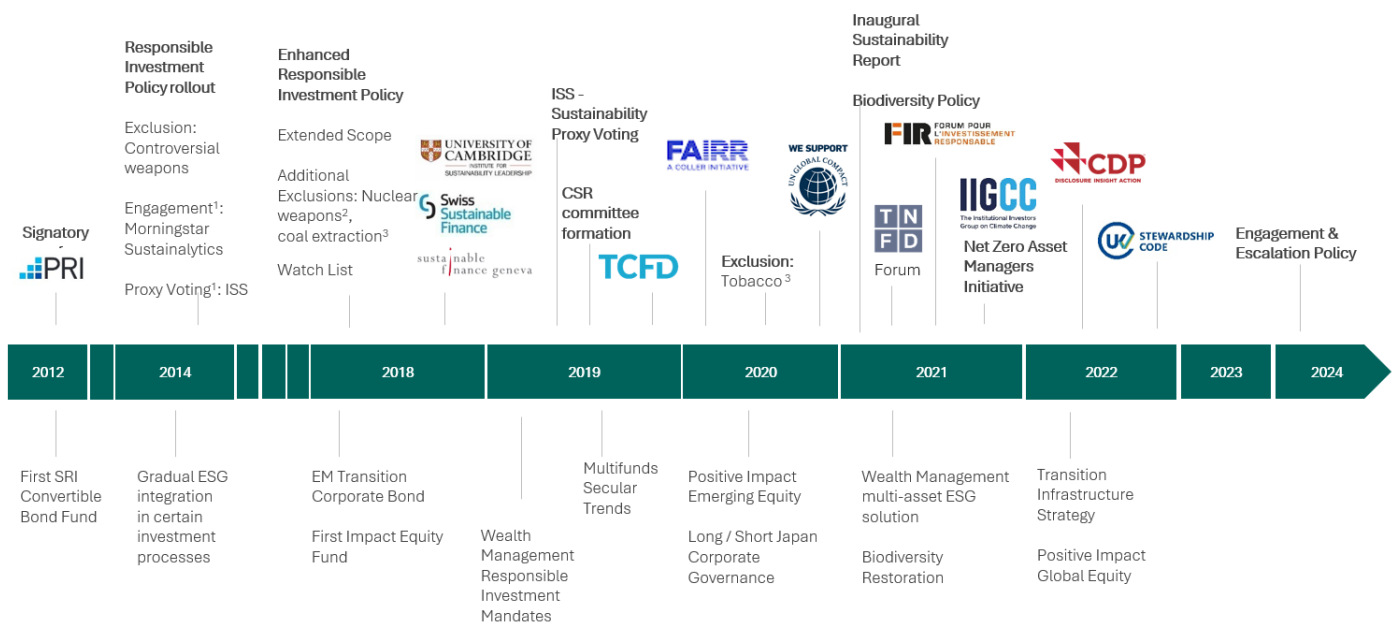 Signatory
PRI
Responsible
Investment
Policy rollout
Exclusion:
Controversial
weapons
Engagement¹:
Morningstar
Sustainalytics
Proxy Voting¹: ISS
Enhanced
Responsible
Investment Policy
Extended Scope
Additional
Exclusions: Nuclear
weapons²,
coal extraction³
Watch List
UNIVERSITY OF
CAMBRIDGE
INSTITUTE FOR
SUSTAINABILITY LEADERSHIP
Swiss
Sustainable
Finance
sustainable
finance geneva
ISS -
Sustainability
Proxy Voting
CSR
committee
formation
TCFD
FAIRR
A COLLER INITIATIVE
Exclusion:
Tobacco ³
WE SUPPORT
UN GLOBAL COMPACT
Inaugural
Sustainability
Report
Biodiversity Policy
FIR
FORUM POUR
L'INVESTISSEMENT
RESPONSABLE
TN
FD
Forum
IIGCC
The Institutional Investors
Group on Climate Change
Net Zero Asset
Managers
Initiative
CDP
DISCLOSURE INSIGHT ACTION
UK
STEWARDSHIP
CODE
Engagement &
Escalation Policy
2012
2014
2018
2019
2020
2021
2022
2023
2024
First SRI
Convertible
Bond Fund
Gradual ESG
integration
in certain
investment
processes
EM Transition
Corporate Bond
First Impact Equity
Fund
Wealth
Management
Responsible
Investment
Mandates
Multifunds
Secular
Trends
Positive Impact
Emerging Equity
Long / Short Japan
Corporate
Governance
Wealth Management
multi-asset ESG
solution
Biodiversity
Restoration
Transition
Infrastructure
Strategy
Positive Impact
Global Equity